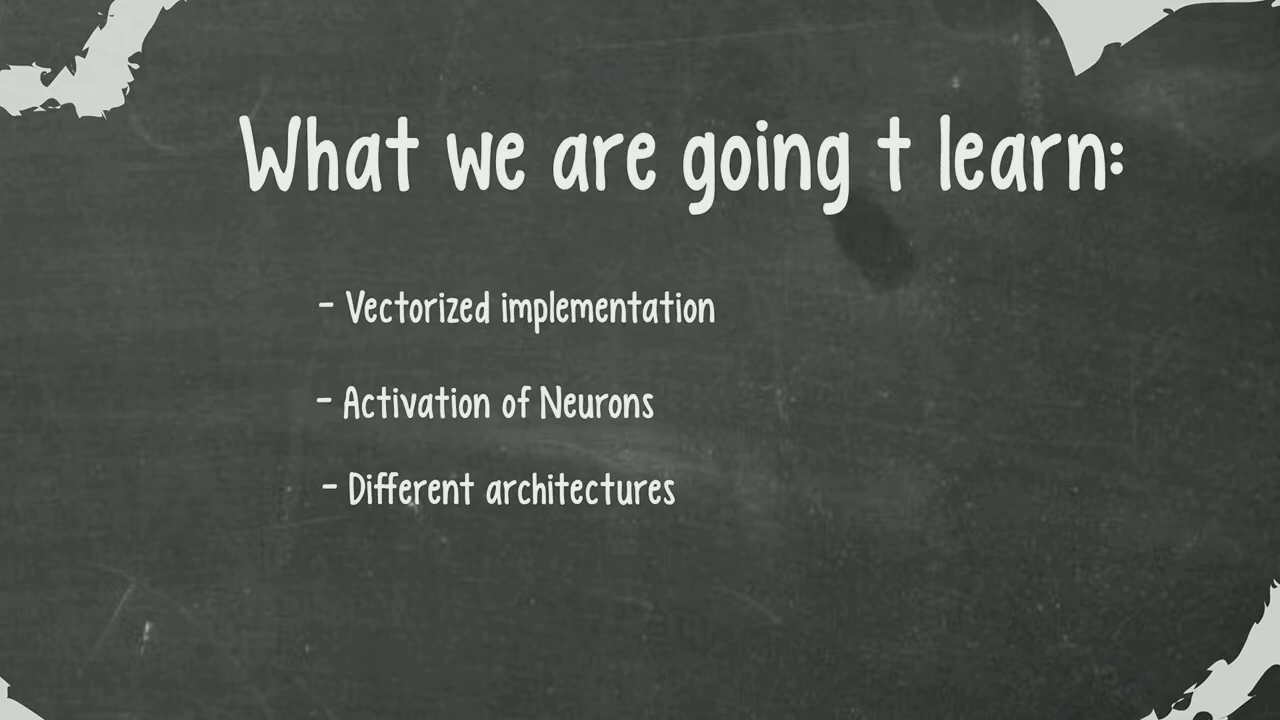 What we are going t learn:
- Vectorized implementation
- Activation of Neurons
- Different architectures